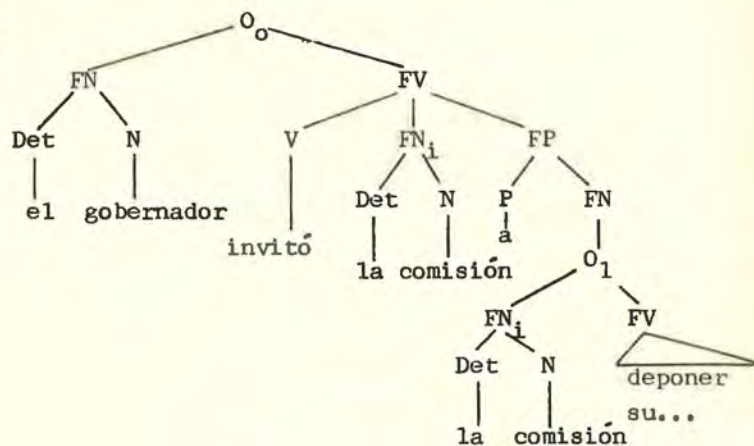 O₀
FN FV
Det N V FNᵢ FP
el gobernador Det N P FN
invitó a
la comisión O₁
FNᵢ FV
Det N deponer
su...
la comisión